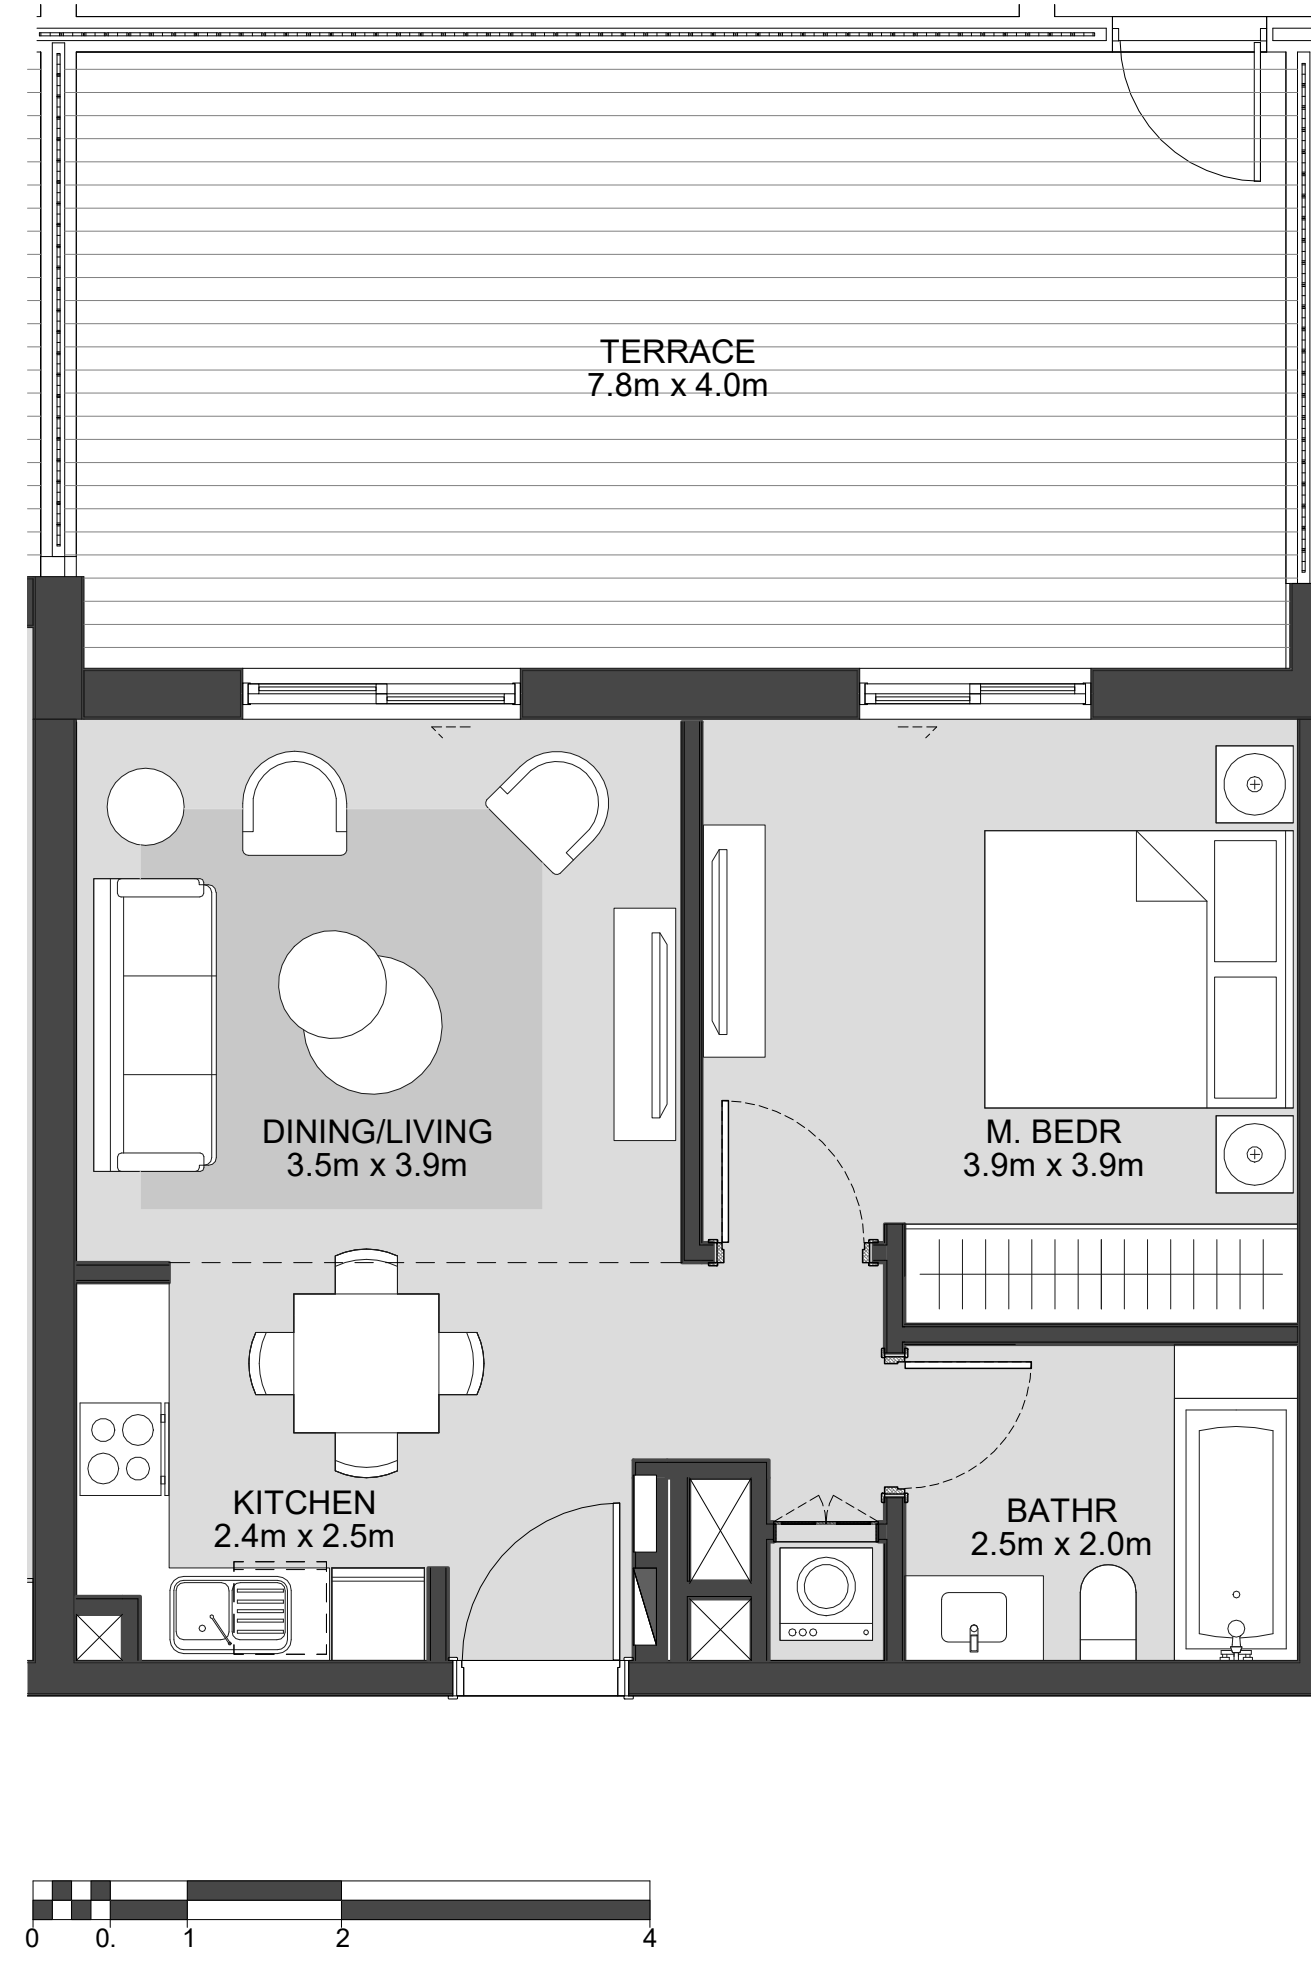 TERRACE
7.8m x 4.0m
DINING/LIVING
3.5m x 3.9m
M. BEDR
3.9m x 3.9m
KITCHEN
2.4m x 2.5m
BATHR
2.5m x 2.0m
0 0. 1 2 4